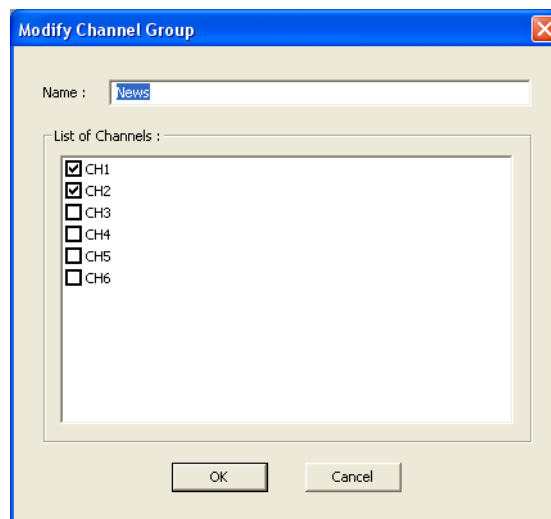 Modify Channel Group
Name : News
List of Channels :
CH1
CH2
CH3
CH4
CH5
CH6
OK Cancel